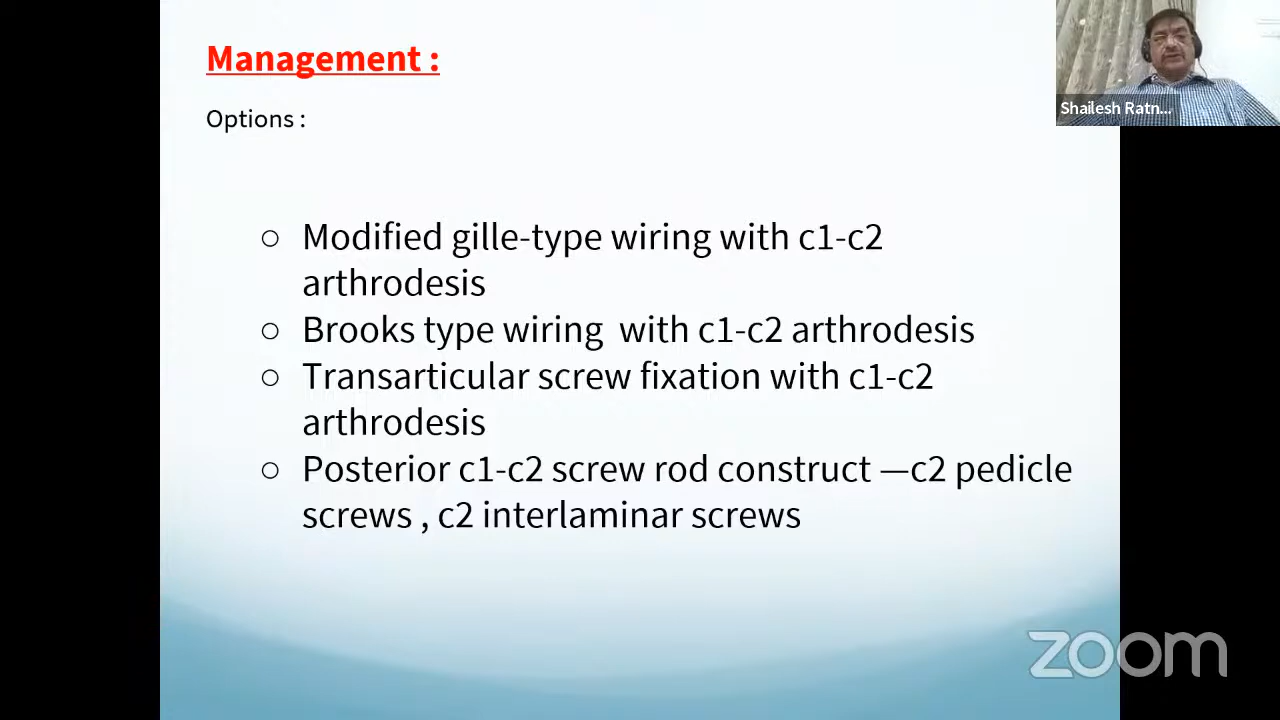 Management :
Options :
Shailesh Ratn...
○ Modified gille-type wiring with c1-c2
arthrodesis
○ Brooks type wiring with c1-c2 arthrodesis
○ Transarticular screw fixation with c1-c2
arthrodesis
○ Posterior c1-c2 screw rod construct —c2 pedicle
screws , c2 interlaminar screws
zoom